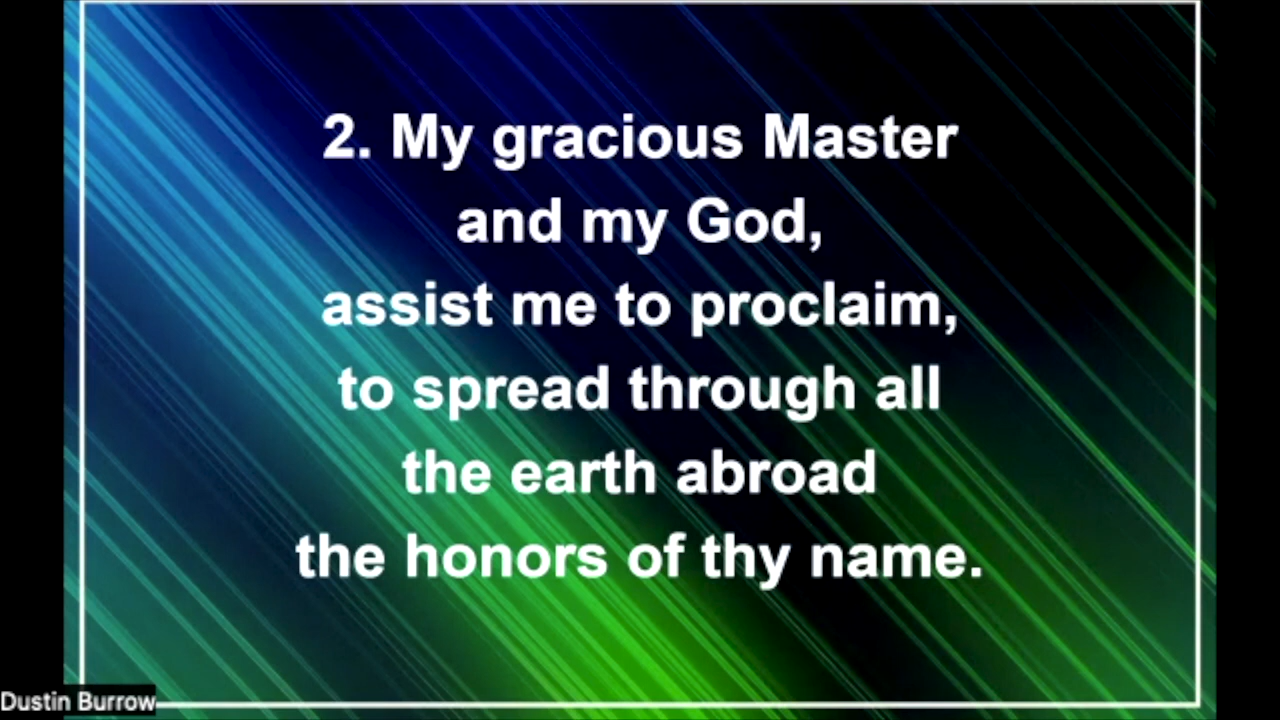 2. My gracious Master
and my God,
assist me to proclaim,
to spread through all
the earth abroad
the honors of thy name.
Dustin Burrow